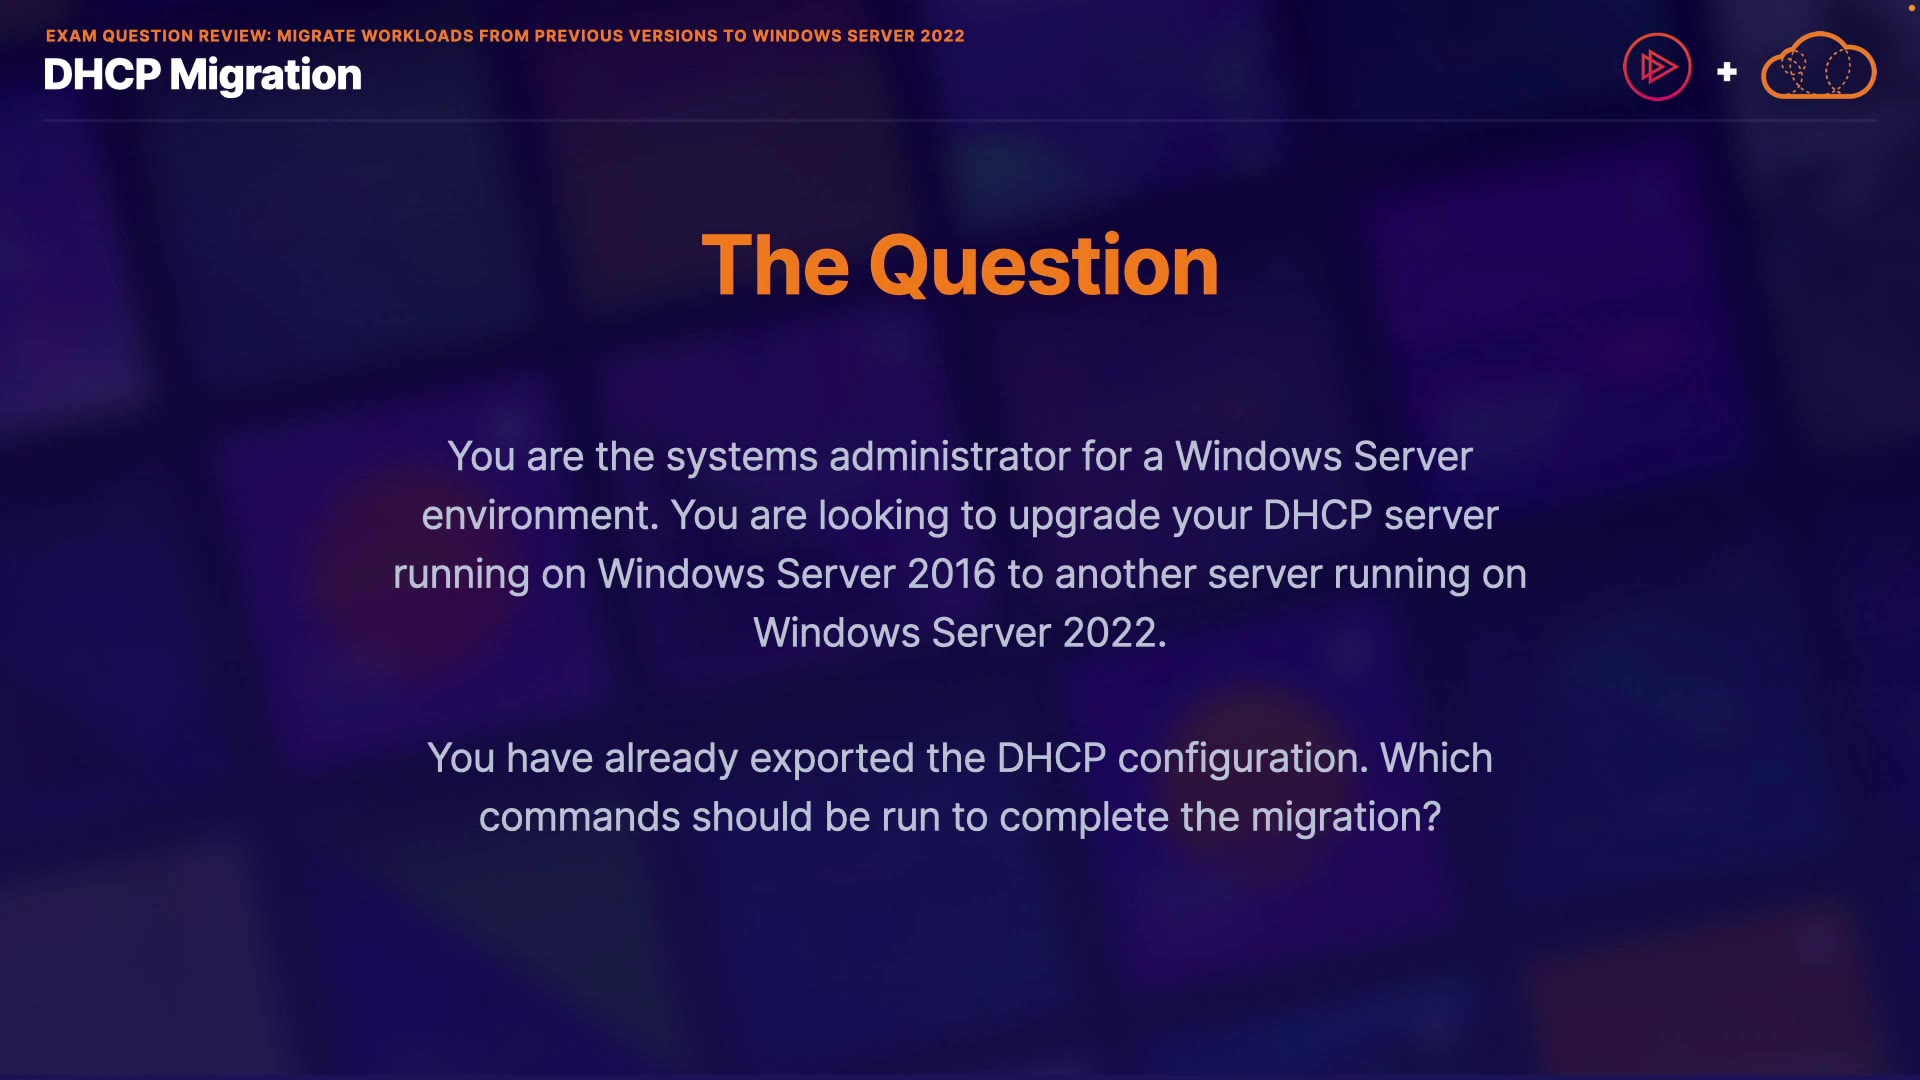 EXAM QUESTION REVIEW: MIGRATE WORKLOADS FROM PREVIOUS VERSIONS TO WINDOWS SERVER 2022
DHCP Migration
+
The Question
You are the systems administrator for a Windows Server
environment. You are looking to upgrade your DHCP server
running on Windows Server 2016 to another server running on
Windows Server 2022.
You have already exported the DHCP configuration. Which
commands should be run to complete the migration?